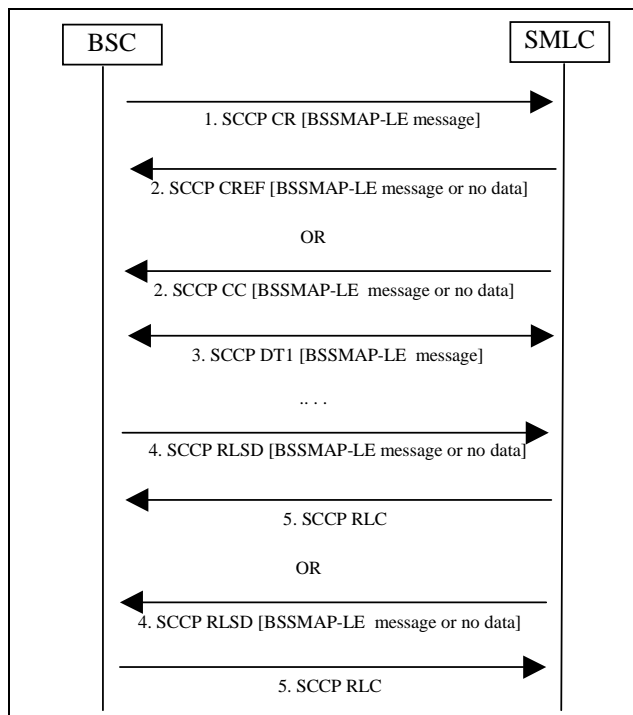 BSC
SMLC
1. SCCP CR [BSSMAP-LE message]
2. SCCP CREF [BSSMAP-LE message or no data]
OR
2. SCCP CC [BSSMAP-LE message or no data]
3. SCCP DT1 [BSSMAP-LE message]
.. . .
4. SCCP RLSD [BSSMAP-LE message or no data]
5. SCCP RLC
OR
4. SCCP RLSD [BSSMAP-LE message or no data]
5. SCCP RLC